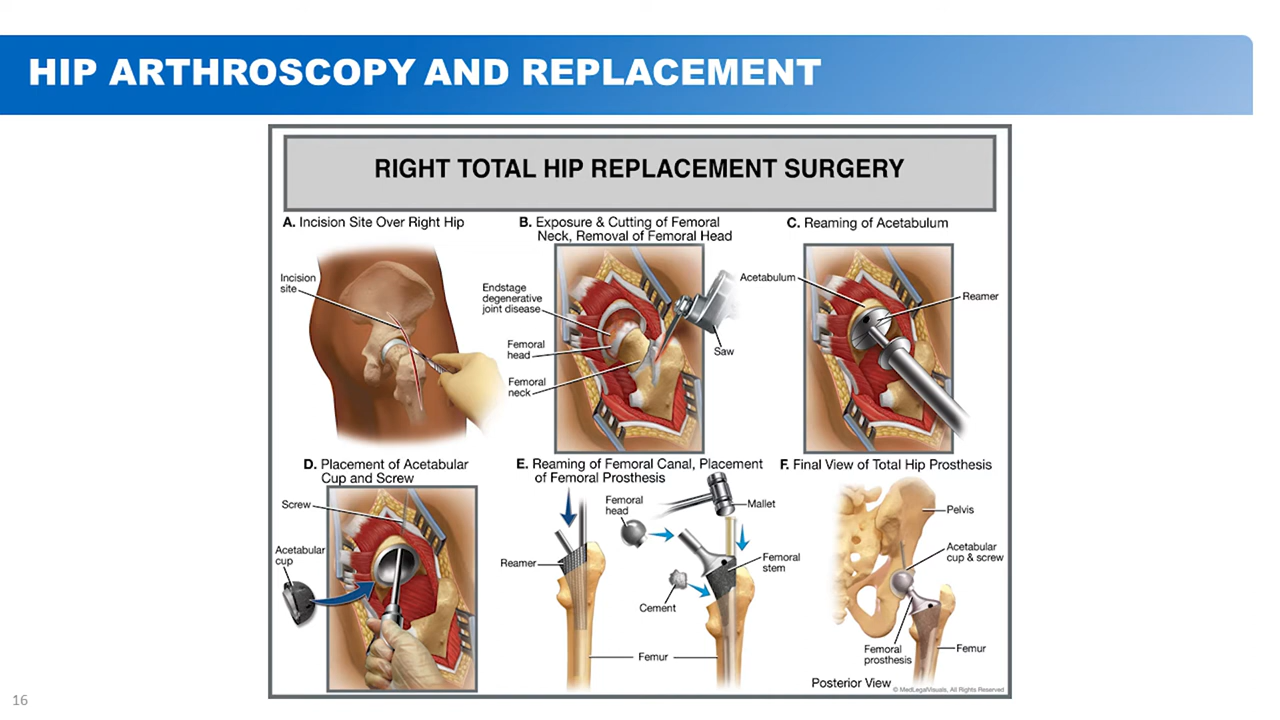 HIP ARTHROSCOPY AND REPLACEMENT
RIGHT TOTAL HIP REPLACEMENT SURGERY
A. Incision Site Over Right Hip
Incision
site
B. Exposure & Cutting of Femoral
Neck, Removal of Femoral Head
Endstage
degenerative
joint disease
Femoral
head
Femoral
neck
Saw
C. Reaming of Acetabulum
Acetabulum
Reamer
D. Placement of Acetabular
Cup and Screw
Screw
Acetabular
cup
E. Reaming of Femoral Canal, Placement
of Femoral Prosthesis
Reamer
Femoral
head
Mallet
Femoral
stem
Cement
Femur
F. Final View of Total Hip Prosthesis
Pelvis
Acetabular
cup & screw
Femoral
prosthesis
Femur
Posterior View
© MedLegalVisuals, All Rights Reserved
16